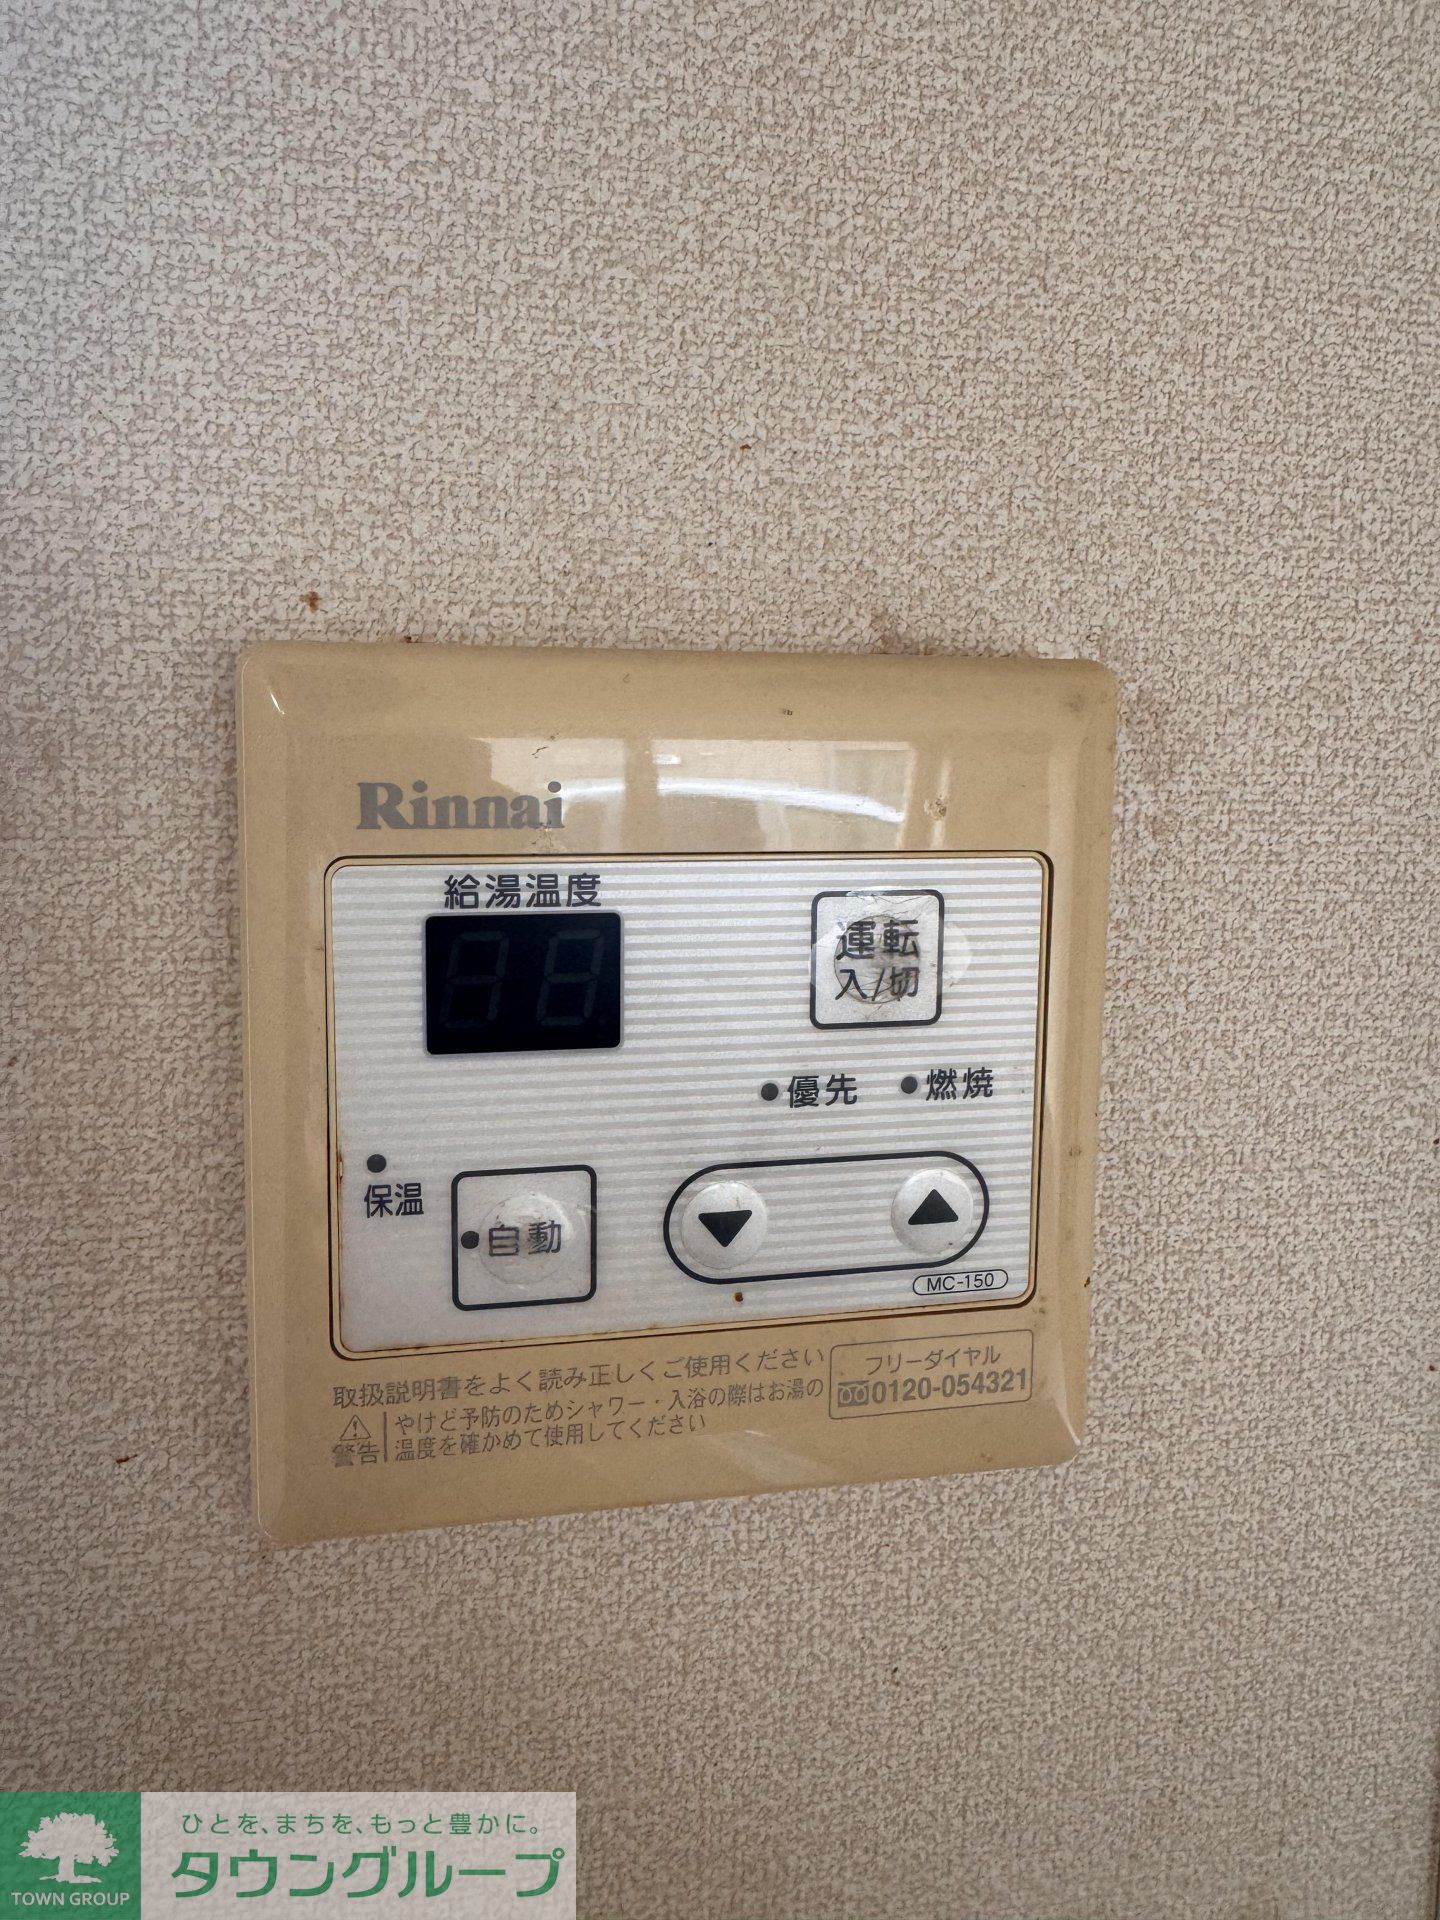 Rinnai
給湯温度
運転
入/切
優先
燃焼
保温
自動
MC-150
取扱説明書をよく読み正しくご使用ください
警告
やけど予防のためシャワー・入浴の際はお湯の
温度を確かめて使用してください
フリーダイヤル
0120-054321
ひとを、まちを、もっと豊かに。
タウングループ
TOWN GROUP